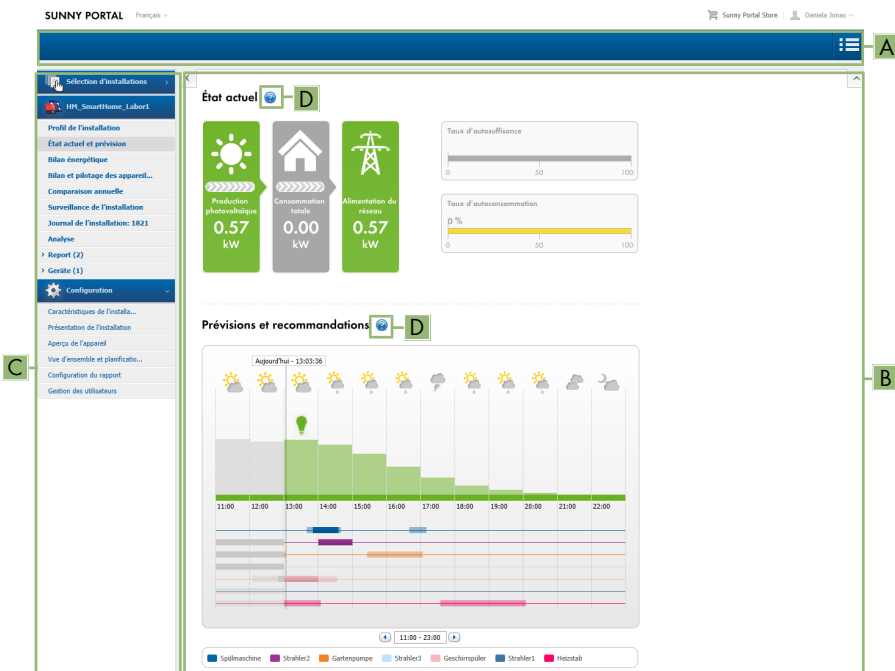 SUNNY PORTAL Français
Sunny Portal Store | Daniela Jonas
A
Sélection d'installations
HM_SmartHome_Labor1
Profil de l'installation
État actuel et prévision
Bilan énergétique
Bilan et pilotage des appareil...
Comparaison annuelle
Surveillance de l'installation
Journal de l'installation: 1821
Analyse
Report (2)
Geräte (1)
Configuration
Caractéristiques de l'installa...
Présentation de l'installation
Aperçu de l'appareil
Vue d'ensemble et planificatio...
Configuration du rapport
Gestion des utilisateurs
C
État actuel ? D
Production photovoltaïque
0.57
kW
Consommation totale
0.00
kW
Alimentation du réseau
0.57
kW
Taux d'autosuffisance
0 50 100
Taux d'autoconsommation
0 %
0 50 100
Prévisions et recommandations ? D
B
Aujourd'hui - 13:03:36
11:00 12:00 13:00 14:00 15:00 16:00 17:00 18:00 19:00 20:00 21:00 22:00
11:00 - 23:00
Spülmaschine Strahler2 Gartenpumpe Strahler3 Geschirrspüler Strahler1 Heizstab